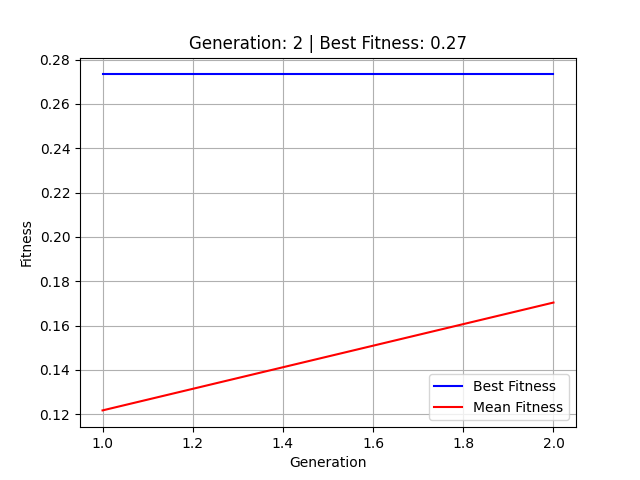 Generation: 2 | Best Fitness: 0.27
0.28
0.26
0.24
0.22
0.20
0.18
0.16
0.14
0.12
Fitness
Best Fitness
Mean Fitness
1.0 1.2 1.4 1.6 1.8 2.0
Generation